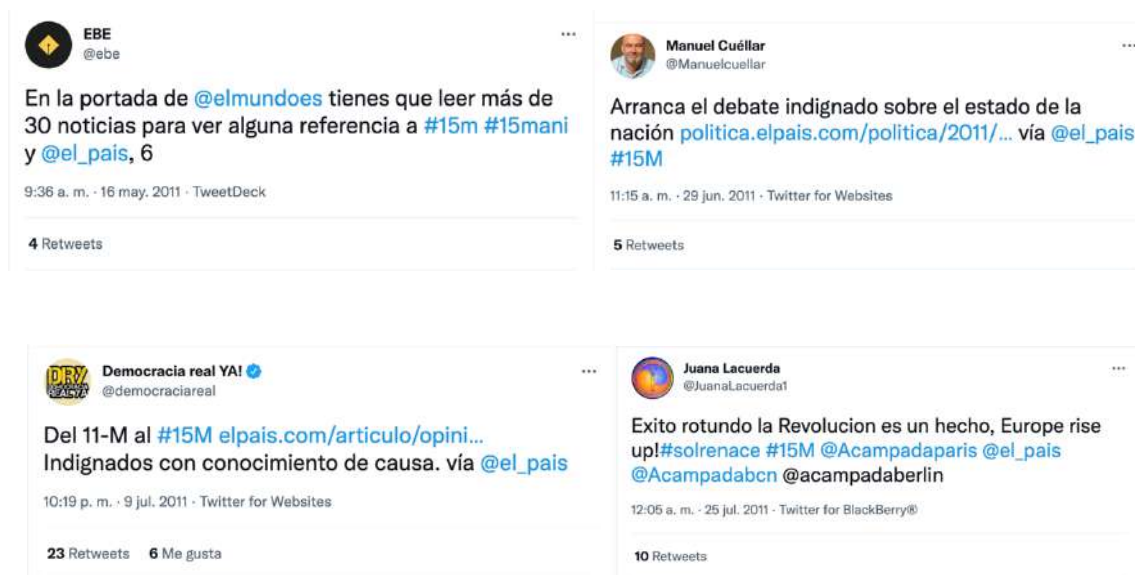 EBE
@ebe
En la portada de @elmundoes tienes que leer más de
30 noticias para ver alguna referencia a #15m #15mani
y @el_pais, 6
9:36 a. m. · 16 may. 2011 · TweetDeck
4 Retweets
Manuel Cuéllar
@Manuelcuellar
Arranca el debate indignado sobre el estado de la
nación politica.elpais.com/politica/2011/... vía @el_pais
#15M
11:15 a. m. · 29 jun. 2011 · Twitter for Websites
5 Retweets
DRY
DEMOCRACIA
REAL YA
Democracia real YA!
@democraciareal
Del 11-M al #15M elpais.com/articulo/opini...
Indignados con conocimiento de causa. vía @el_pais
10:19 p. m. · 9 jul. 2011 · Twitter for Websites
23 Retweets 6 Me gusta
Juana Lacuerda
@JuanaLacuerda1
Exito rotundo la Revolucion es un hecho, Europe rise
up!#solrenace #15M @Acampadaparis @el_pais
@Acampadabcn @acampadaberlin
12:05 a. m. · 25 jul. 2011 · Twitter for BlackBerry®
10 Retweets